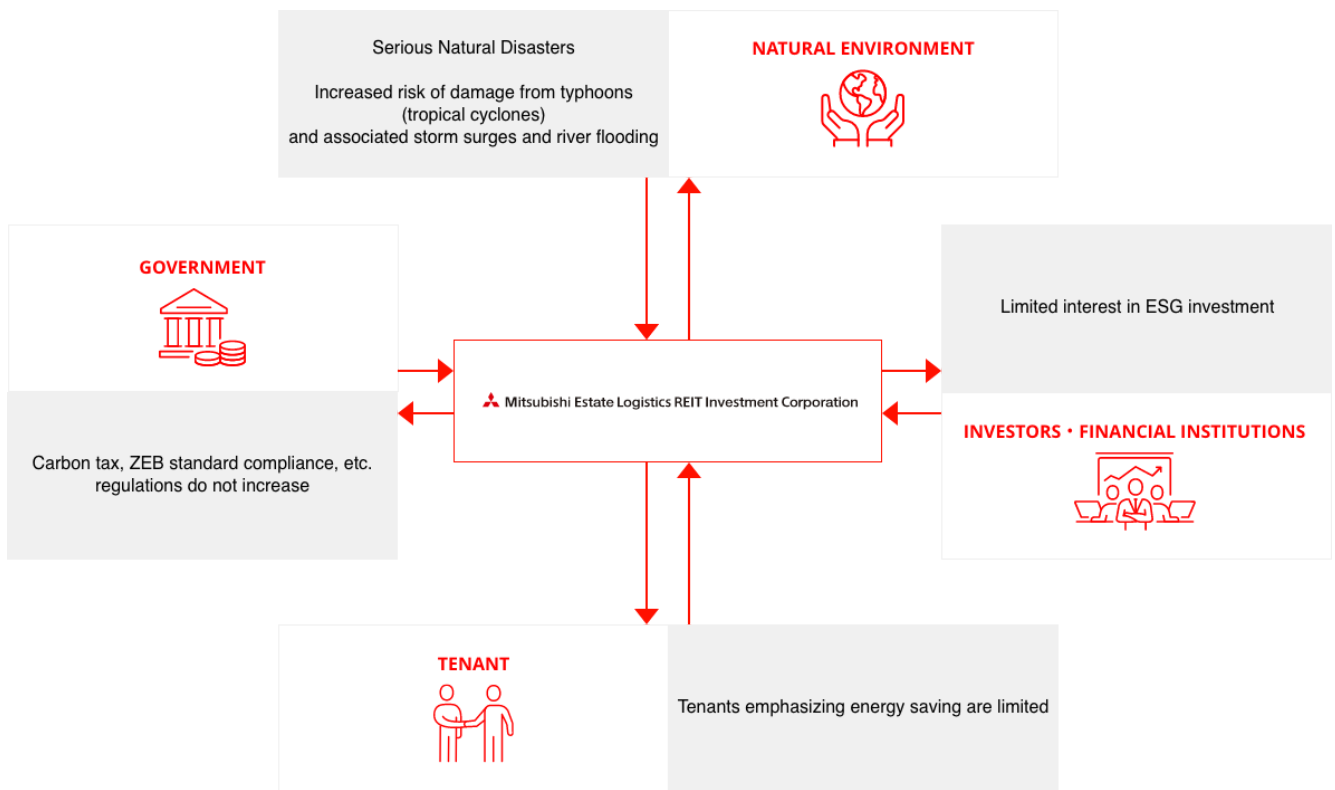 Serious Natural Disasters
Increased risk of damage from typhoons
(tropical cyclones)
and associated storm surges and river flooding
NATURAL ENVIRONMENT
GOVERNMENT
Carbon tax, ZEB standard compliance, etc.
regulations do not increase
Mitsubishi Estate Logistics REIT Investment Corporation
Limited interest in ESG investment
INVESTORS・FINANCIAL INSTITUTIONS
TENANT
Tenants emphasizing energy saving are limited